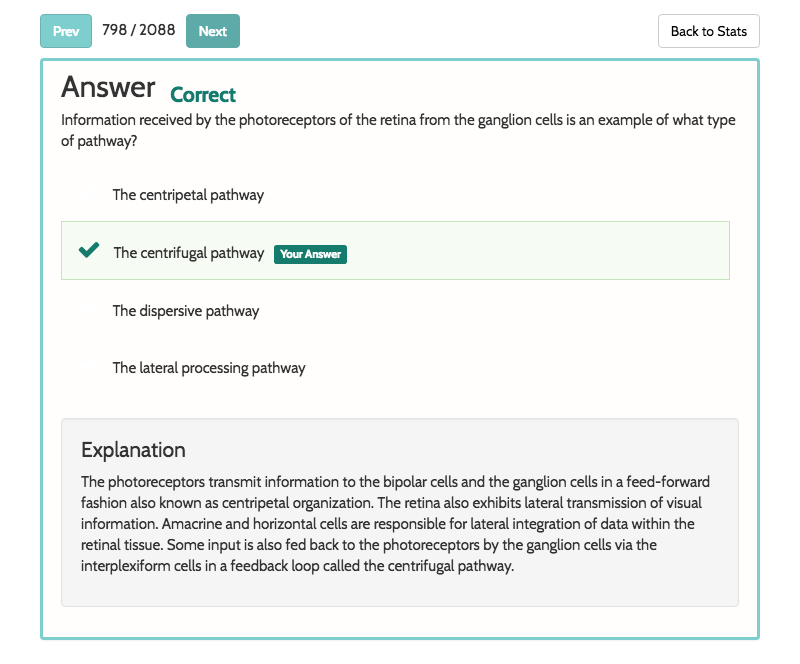 Prev 798 / 2088 Next Back to Stats
Answer Correct
Information received by the photoreceptors of the retina from the ganglion cells is an example of what type
of pathway?
The centripetal pathway
The centrifugal pathway Your Answer
The dispersive pathway
The lateral processing pathway
Explanation
The photoreceptors transmit information to the bipolar cells and the ganglion cells in a feed-forward
fashion also known as centripetal organization. The retina also exhibits lateral transmission of visual
information. Amacrine and horizontal cells are responsible for lateral integration of data within the
retinal tissue. Some input is also fed back to the photoreceptors by the ganglion cells via the
interplexiform cells in a feedback loop called the centrifugal pathway.